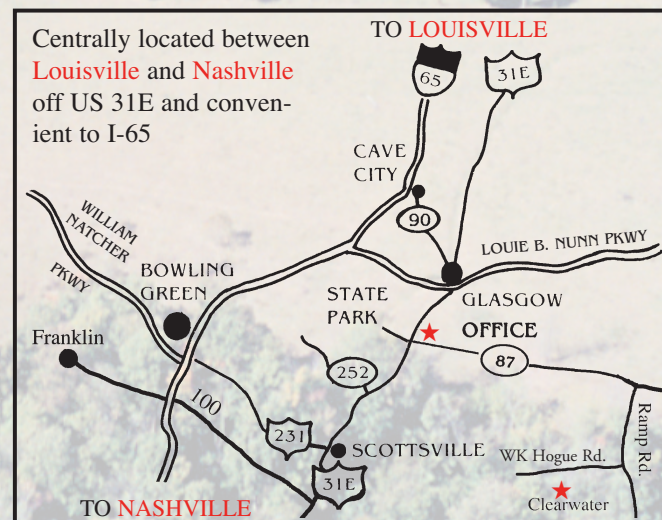 Centrally located between
Louisville and Nashville
off US 31E and conven-
ient to I-65
TO LOUISVILLE
65
31E
CAVE
CITY
90
WILLIAM
NATCHER
PKWY
LOUIE B. NUNN PKWY
BOWLING
GREEN
STATE
PARK
GLASGOW
OFFICE
Franklin
87
252
100
231
SCOTTSVILLE
31E
Ramp Rd.
WK Hogue Rd.
Clearwater
TO NASHVILLE